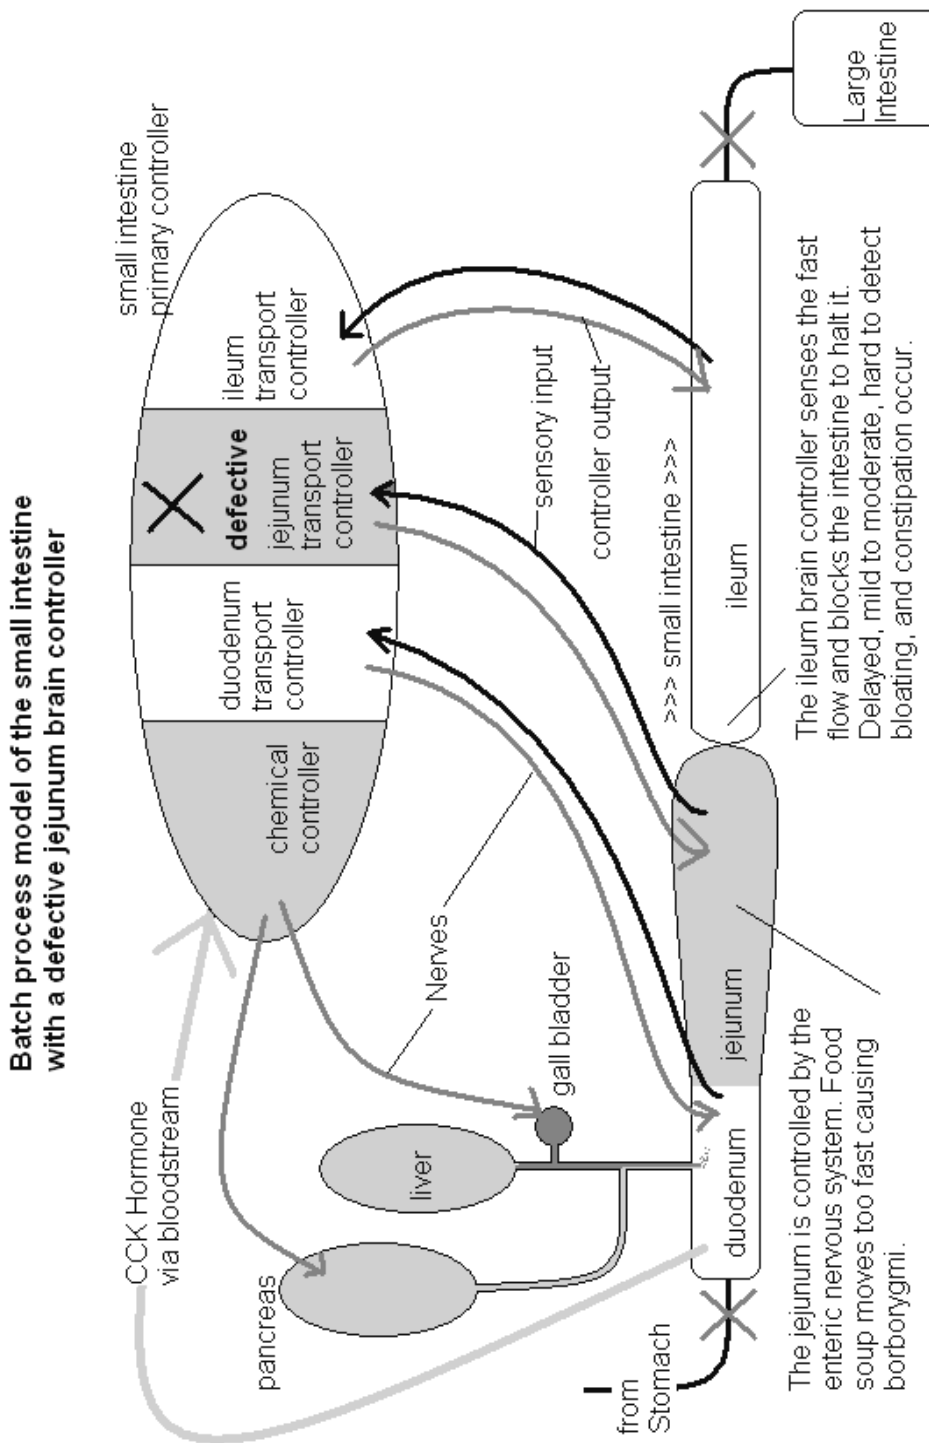 Batch process model of the small intestine
with a defective jejunum brain controller
CCK Hormone
via bloodstream
small intestine
primary controller
chemical
controller
duodenum
transport
controller
defective
jejunum
transport
controller
ileum
transport
controller
pancreas
liver
gall bladder
Nerves
sensory input
controller output
>>> small intestine >>>
from
Stomach
duodenum
jejunum
ileum
Large
Intestine
The jejunum is controlled by the
enteric nervous system. Food
soup moves too fast causing
borborygmi.
The ileum brain controller senses the fast
flow and blocks the intestine to halt it.
Delayed, mild to moderate, hard to detect
bloating, and constipation occur.